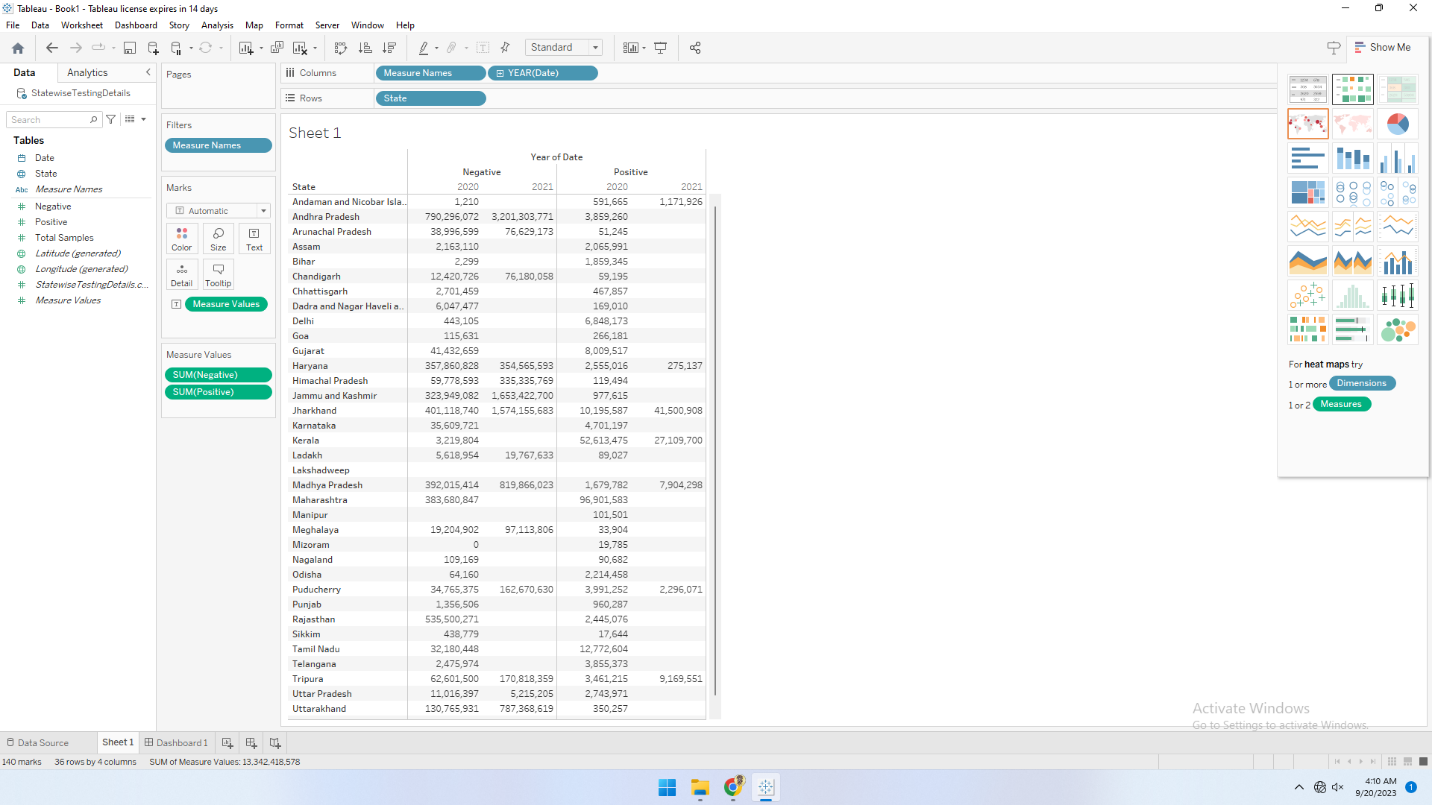 Tableau - Book1 - Tableau license expires in 14 days
File Data Worksheet Dashboard Story Analysis Map Format Server Window Help
Standard
Show Me
Data Analytics
StatewiseTestingDetails
Search
Tables
Date
State
Abc Measure Names
Negative
Positive
Total Samples
Latitude (generated)
Longitude (generated)
StatewiseTestingDetails.c...
Measure Values
Pages
Filters
Measure Names
Marks
Automatic
Color Size Text
Detail Tooltip
Measure Values
Measure Values
SUM(Negative)
SUM(Positive)
Columns Measure Names YEAR(Date)
Rows State
Sheet 1
Year of Date
Negative Positive
State 2020 2021 2020 2021
Andaman and Nicobar Isla.. 1,210 591,665 1,171,926
Andhra Pradesh 790,296,072 3,201,303,771 3,859,260
Arunachal Pradesh 38,996,599 76,629,173 51,245
Assam 2,163,110 2,065,991
Bihar 2,299 1,859,345
Chandigarh 12,420,726 76,180,058 59,195
Chhattisgarh 2,701,459 467,857
Dadra and Nagar Haveli a.. 6,047,477 169,010
Delhi 443,105 6,848,173
Goa 115,631 266,181
Gujarat 41,432,659 8,009,517
Haryana 357,860,828 354,565,593 2,555,016 275,137
Himachal Pradesh 59,778,593 335,335,769 119,494
Jammu and Kashmir 323,949,082 1,653,422,700 977,615
Jharkhand 401,118,740 1,574,155,683 10,195,587 41,500,908
Karnataka 35,609,721 4,701,197
Kerala 3,219,804 52,613,475 27,109,700
Ladakh 5,618,954 19,767,633 89,027
Lakshadweep
Madhya Pradesh 392,015,414 819,866,023 1,679,782 7,904,298
Maharashtra 383,680,847 96,901,583
Manipur 101,501
Meghalaya 19,204,902 97,113,806 33,904
Mizoram 0 19,785
Nagaland 109,169 90,682
Odisha 64,160 2,214,458
Puducherry 34,765,375 162,670,630 3,991,252 2,296,071
Punjab 1,356,506 960,287
Rajasthan 535,500,271 2,445,076
Sikkim 438,779 17,644
Tamil Nadu 32,180,448 12,772,604
Telangana 2,475,974 3,855,373
Tripura 62,601,500 170,818,359 3,461,215 9,169,551
Uttar Pradesh 11,016,397 5,215,205 2,743,971
Uttarakhand 130,765,931 787,368,619 350,257
For heat maps try
1 or more Dimensions
1 or 2 Measures
Activate Windows
Go to Settings to activate Windows.
Data Source Sheet 1 Dashboard 1
140 marks 36 rows by 4 columns SUM of Measure Values: 13,342,418,578
4:10 AM
9/20/2023
1